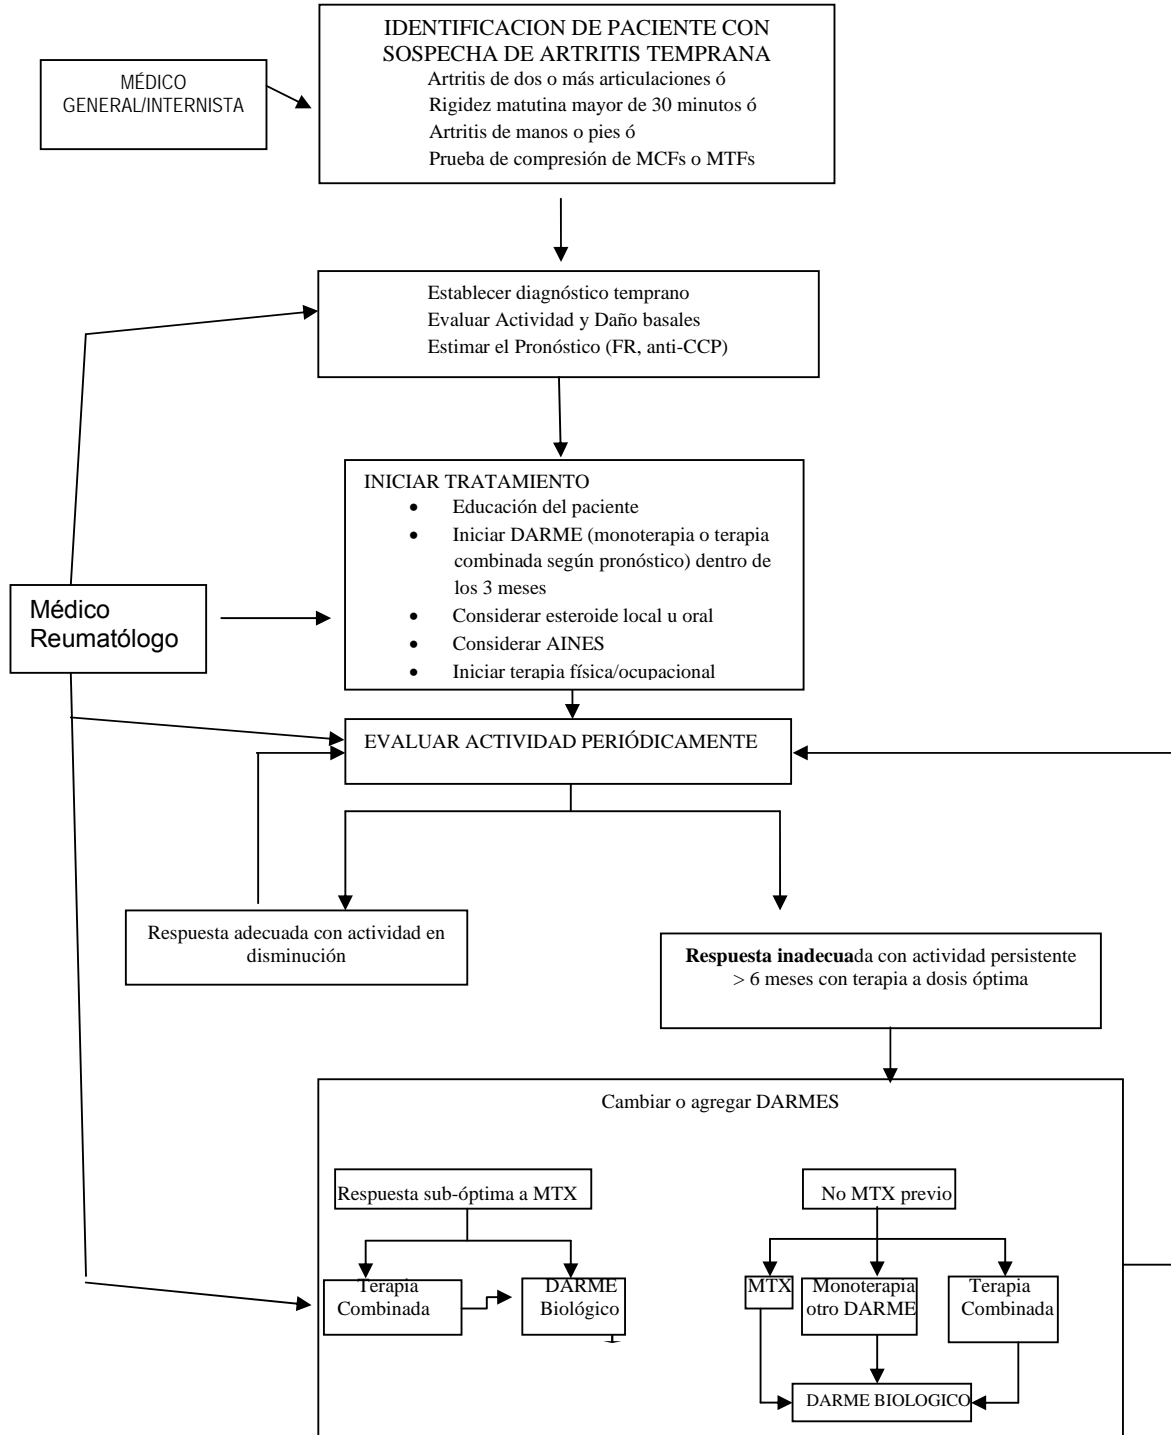 IDENTIFICACION DE PACIENTE CON
SOSPECHA DE ARTRITIS TEMPRANA
Artritis de dos o más articulaciones ó
Rigidez matutina mayor de 30 minutos ó
Artritis de manos o pies ó
Prueba de compresión de MCFs o MTFs
MÉDICO
GENERAL/INTERNISTA
Establecer diagnóstico temprano
Evaluar Actividad y Daño basales
Estimar el Pronóstico (FR, anti-CCP)
INICIAR TRATAMIENTO
• Educación del paciente
• Iniciar DARME (monoterapia o terapia
combinada según pronóstico) dentro de
los 3 meses
• Considerar esteroide local u oral
• Considerar AINES
• Iniciar terapia física/ocupacional
Médico
Reumatólogo
EVALUAR ACTIVIDAD PERIÓDICAMENTE
Respuesta adecuada con actividad en
disminución
Respuesta inadecuada con actividad persistente
> 6 meses con terapia a dosis óptima
Cambiar o agregar DARMES
Respuesta sub-óptima a MTX
No MTX previo
Terapia
Combinada
DARME
Biológico
MTX
Monoterapia
otro DARME
Terapia
Combinada
DARME BIOLOGICO